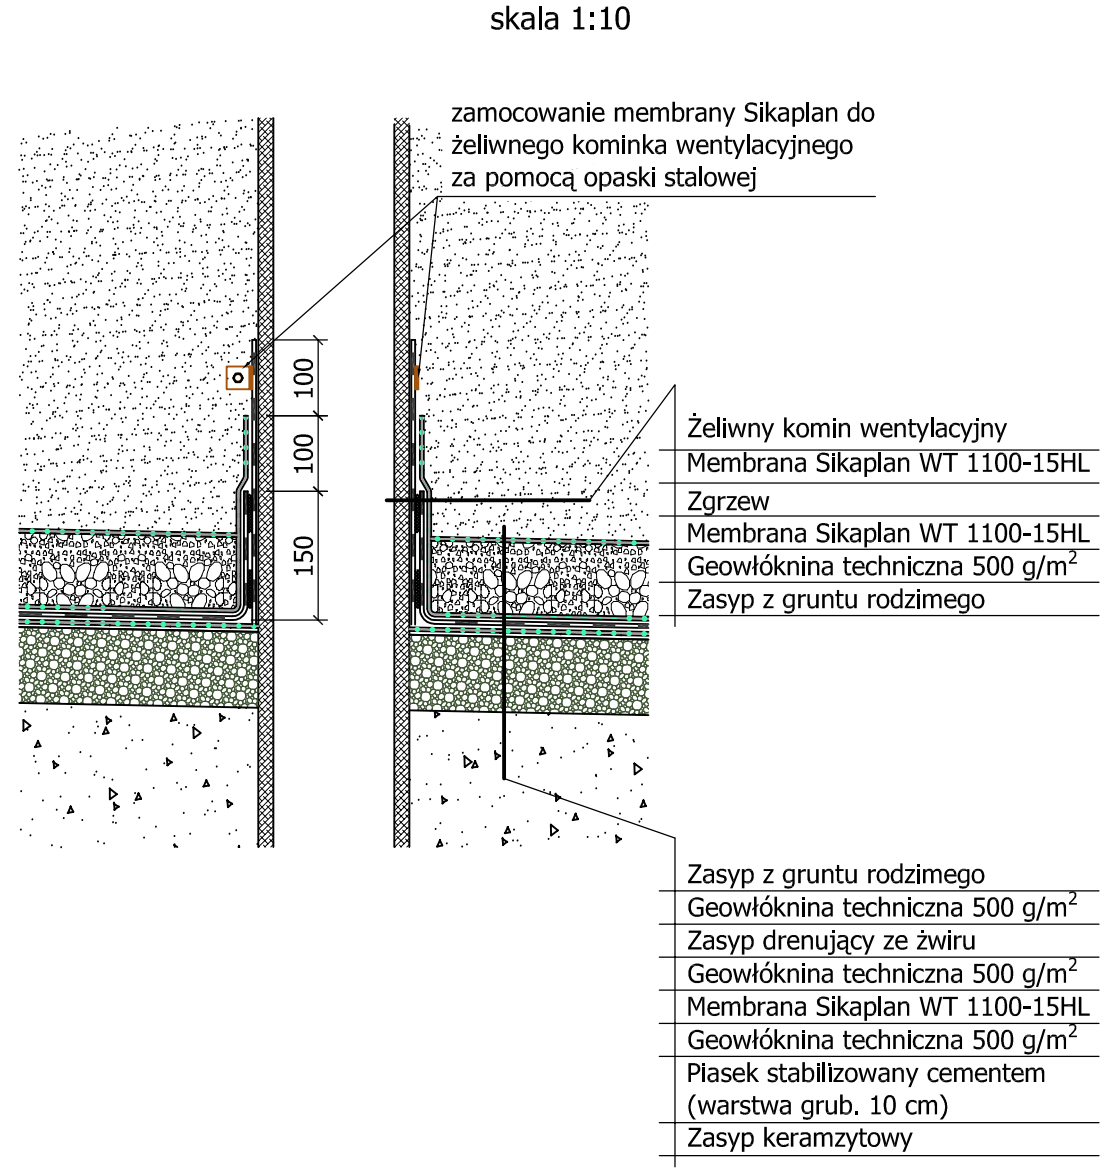 skala 1:10
zamocowanie membrany Sikaplan do
żeliwnego kominka wentylacyjnego
za pomocą opaski stalowej
100
100
150
Żeliwny komin wentylacyjny
Membrana Sikaplan WT 1100-15HL
Zgrzew
Membrana Sikaplan WT 1100-15HL
Geowłóknina techniczna 500 g/m²
Zasyp z gruntu rodzimego
Zasyp z gruntu rodzimego
Geowłóknina techniczna 500 g/m²
Zasyp drenujący ze żwiru
Geowłóknina techniczna 500 g/m²
Membrana Sikaplan WT 1100-15HL
Geowłóknina techniczna 500 g/m²
Piasek stabilizowany cementem
(warstwa grub. 10 cm)
Zasyp keramzytowy